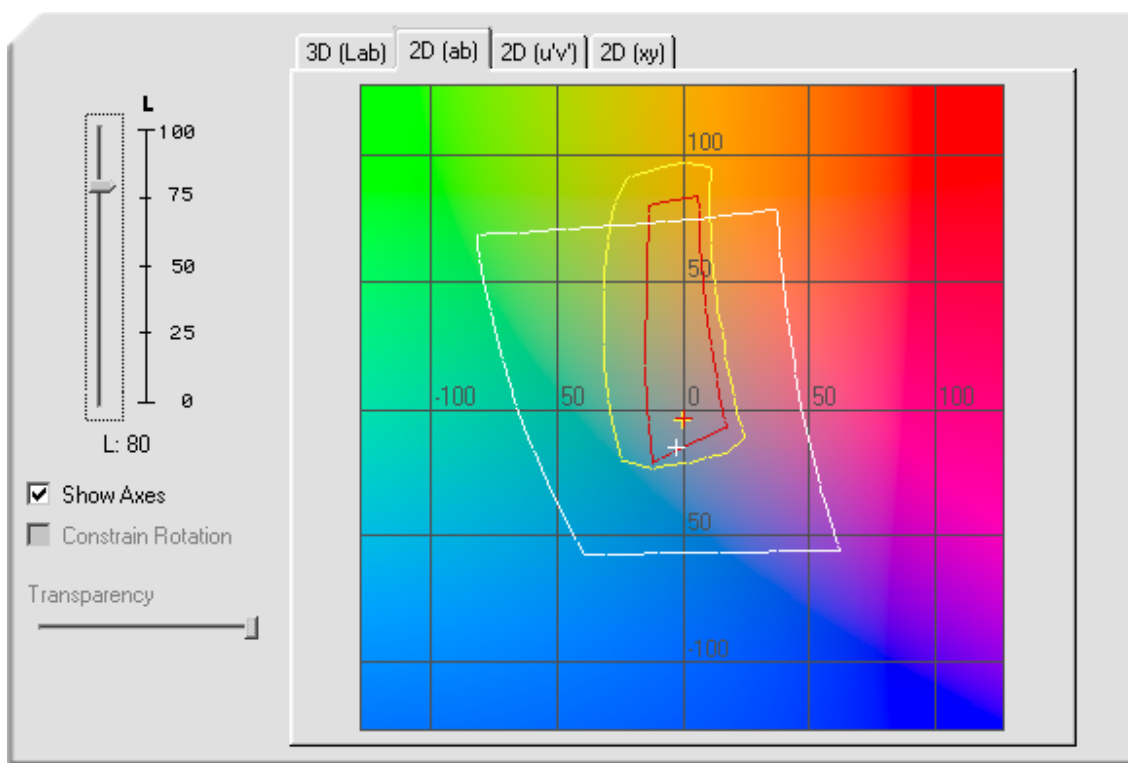 3D (Lab) 2D (ab) 2D (u'v') 2D (xy)
L
100
75
50
25
0
L: 80
Show Axes
Constrain Rotation
Transparency
100
50
-100 50 0 50 100
50
-100